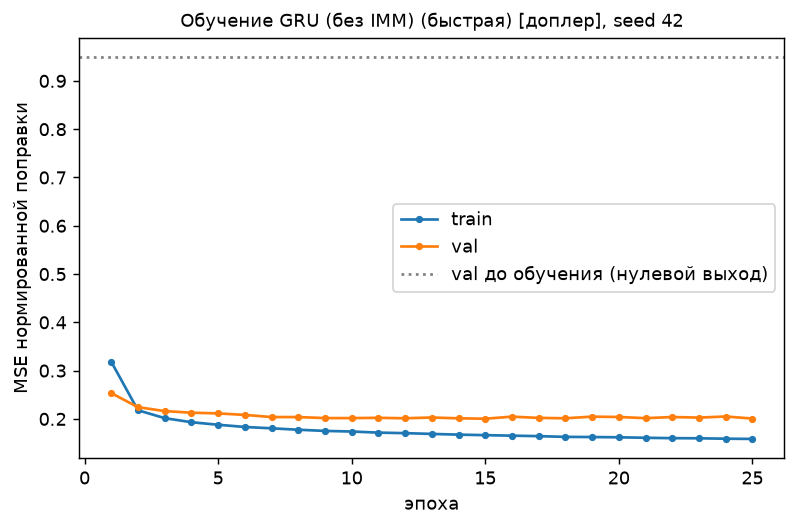 Обучение GRU (без IMM) (быстрая) [доплер], seed 42
MSE нормированной поправки
0.9
0.8
0.7
0.6
0.5
0.4
0.3
0.2
train
val
val до обучения (нулевой выход)
0 5 10 15 20 25
эпоха